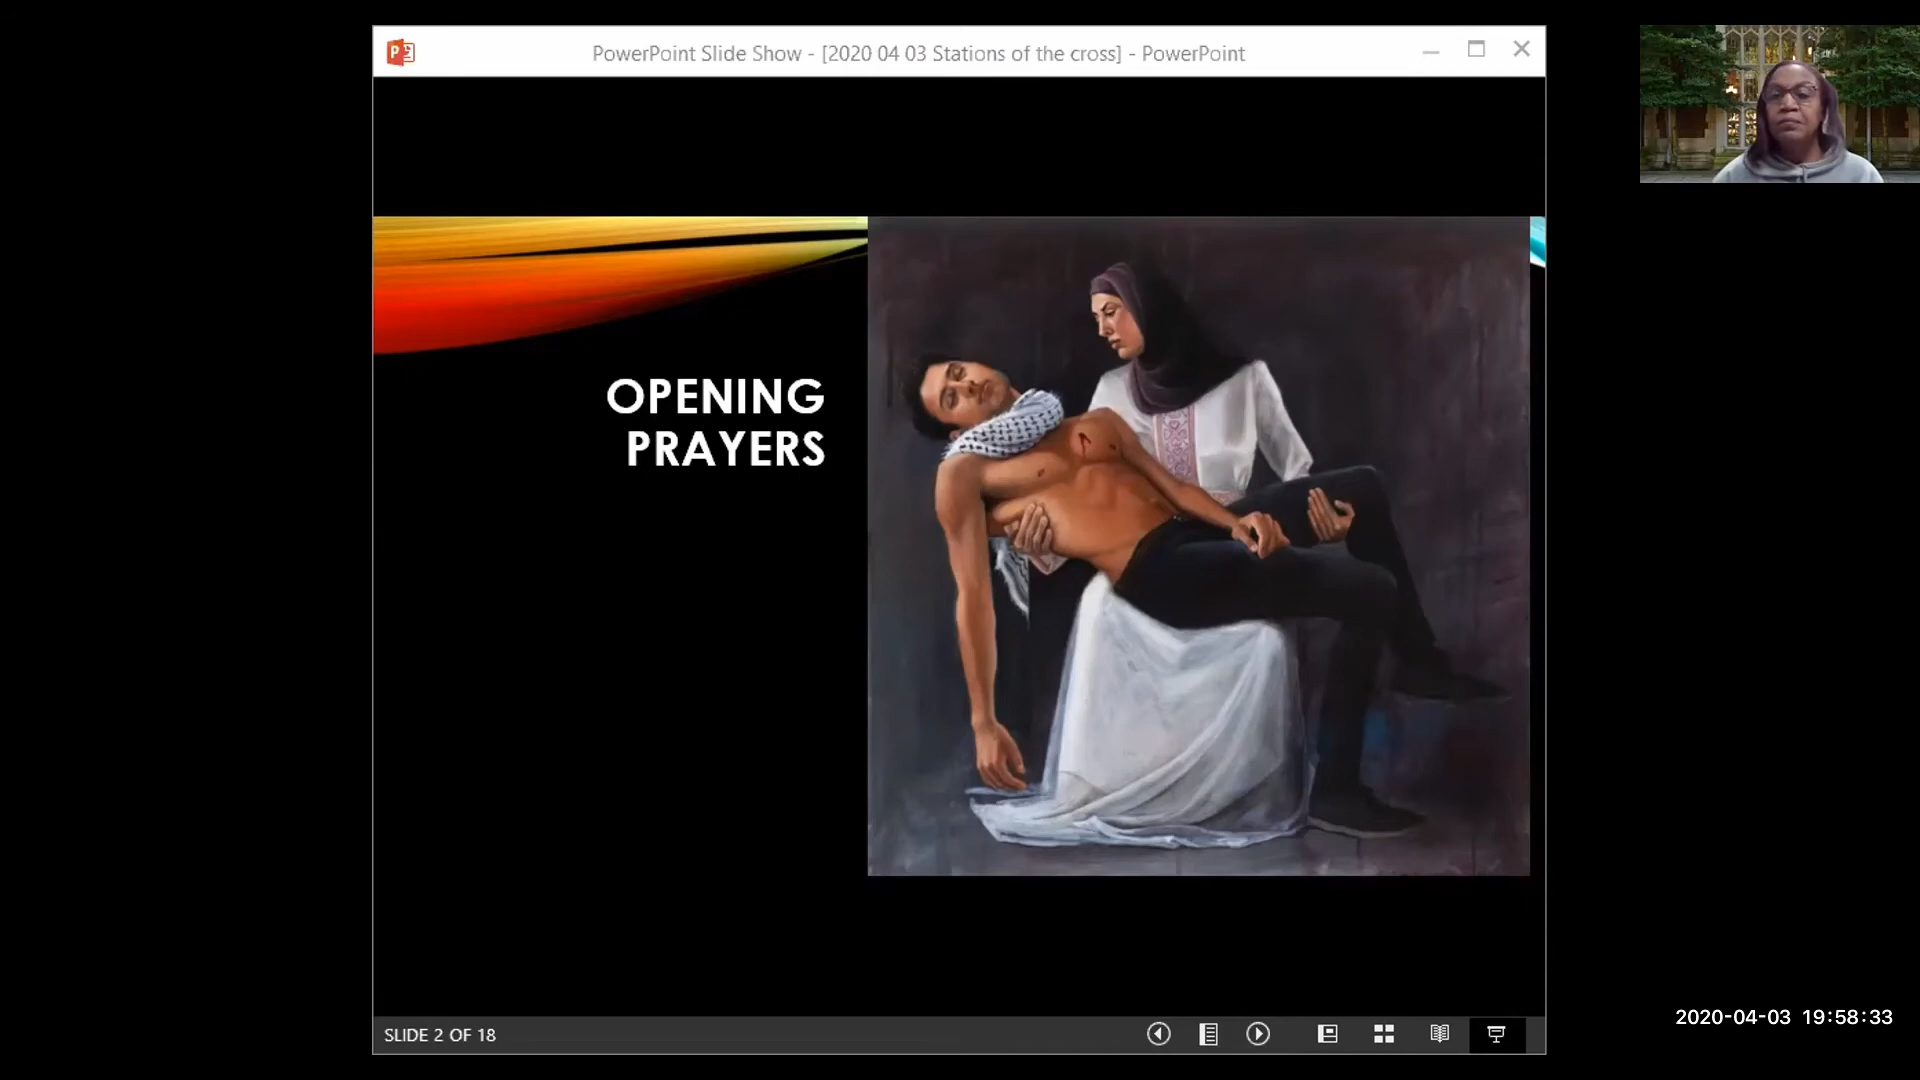 PowerPoint Slide Show - [2020 04 03 Stations of the cross] - PowerPoint
OPENING
PRAYERS
SLIDE 2 OF 18
2020-04-03 19:58:33